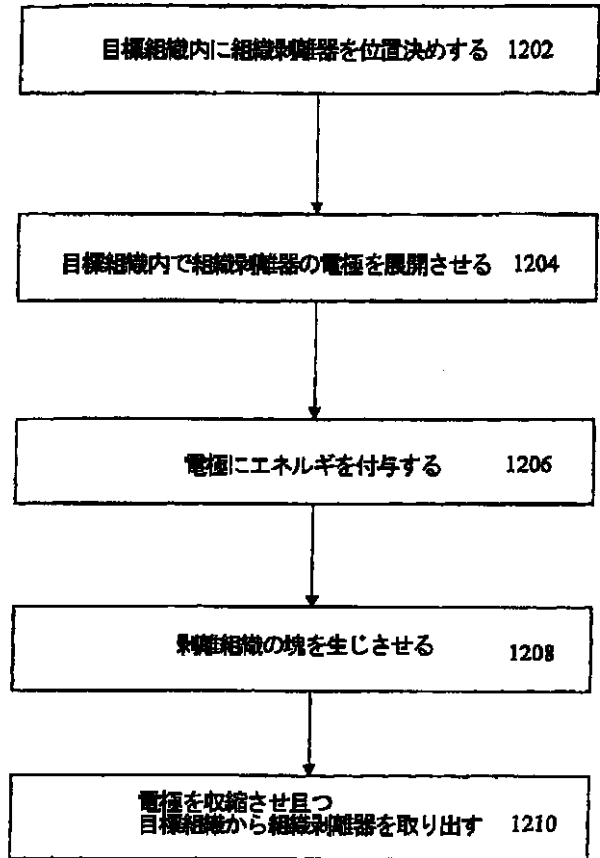 目標組織内に組織剥離器を位置決めする 1202
目標組織内で組織剥離器の電極を展開させる 1204
電極にエネルギを付与する 1206
剥離組織の塊を生じさせる 1208
電極を収縮させ且つ
目標組織から組織剥離器を取り出す 1210